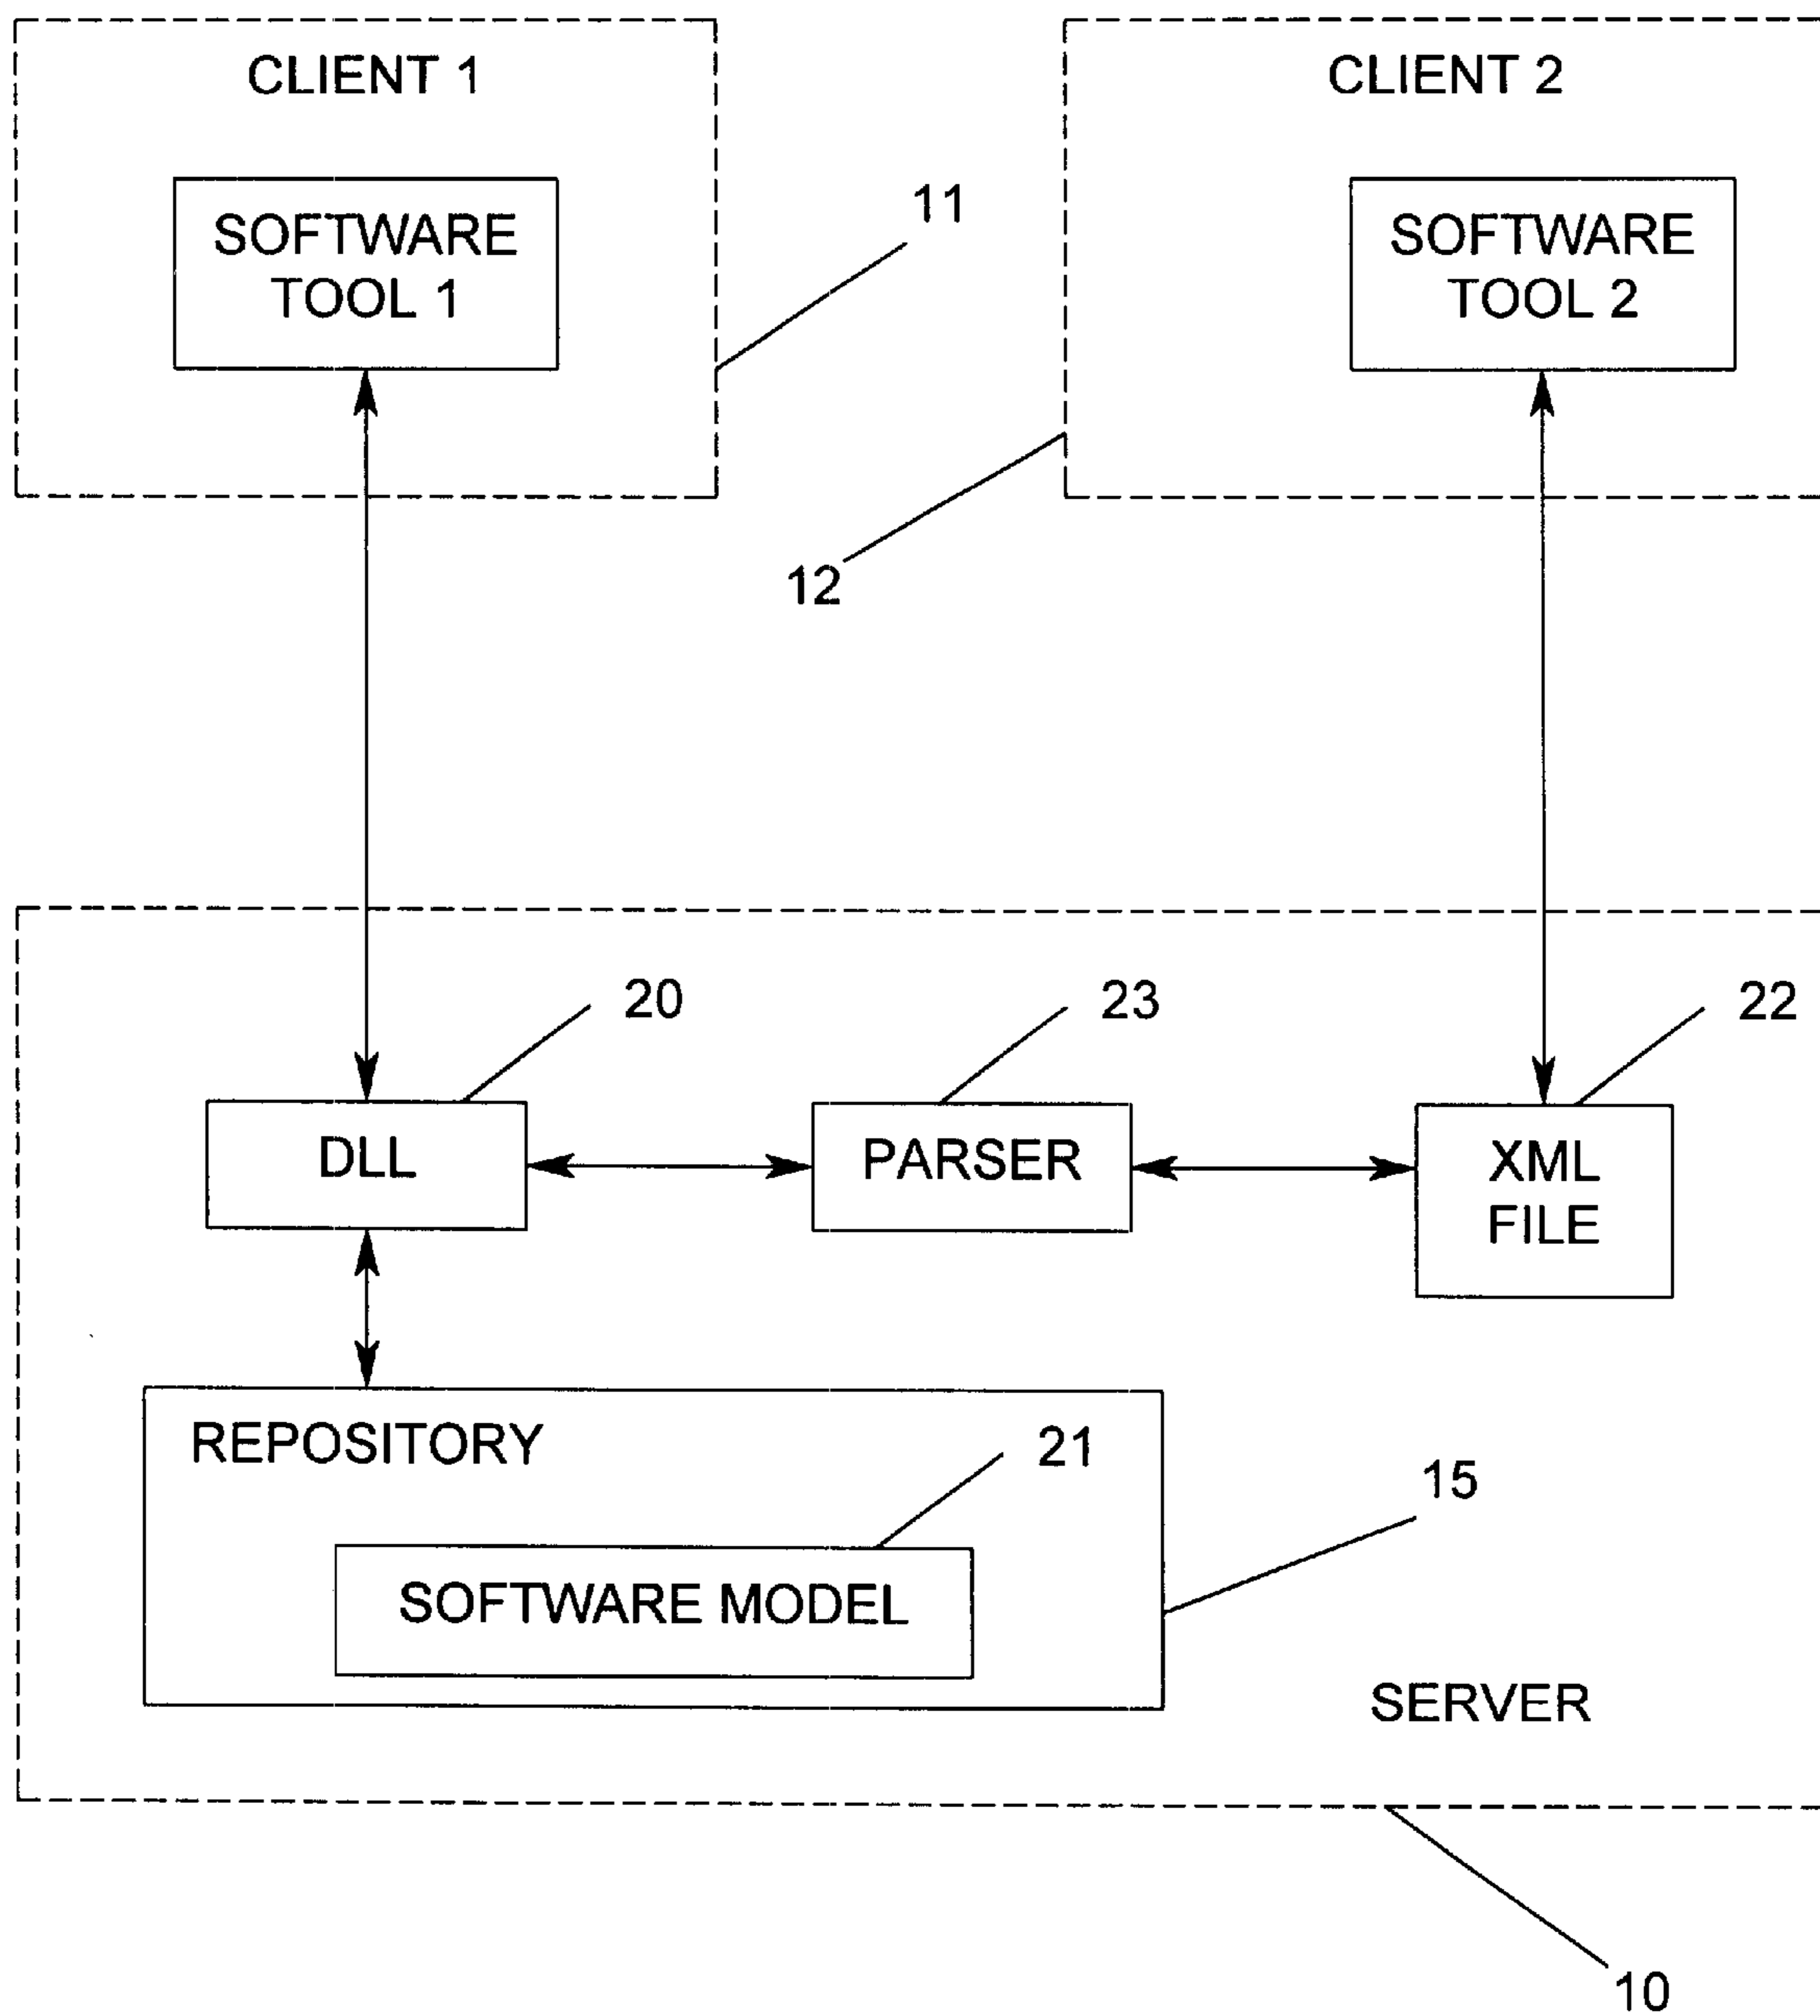 CLIENT 1
CLIENT 2
SOFTWARE
TOOL 1
11
SOFTWARE
TOOL 2
12
20
23
22
DLL
PARSER
XML
FILE
REPOSITORY
21
15
SOFTWARE MODEL
SERVER
10